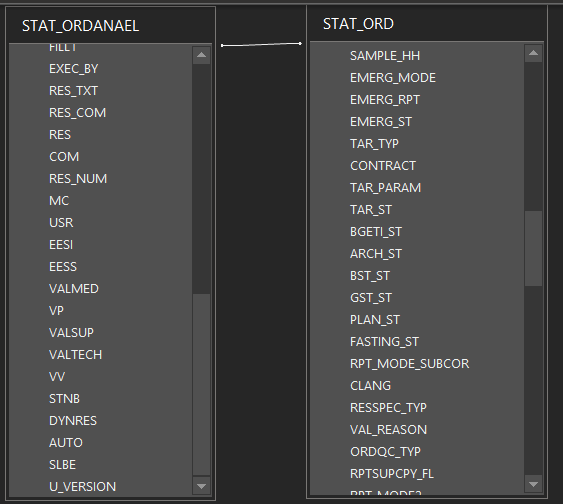 STAT_ORDANAEL
FILL1
EXEC_BY
RES_TXT
RES_COM
RES
COM
RES_NUM
MC
USR
EESI
EESS
VALMED
VP
VALSUP
VALTECH
VV
STNB
DYNRES
AUTO
SLBE
U_VERSION
STAT_ORD
SAMPLE_HH
EMERG_MODE
EMERG_RPT
EMERG_ST
TAR_TYP
CONTRACT
TAR_PARAM
TAR_ST
BGETI_ST
ARCH_ST
BST_ST
GST_ST
PLAN_ST
FASTING_ST
RPT_MODE_SUBCOR
CLANG
RESSPEC_TYP
VAL_REASON
ORDQC_TYP
RPTSUPCPY_FL
RPT_MODE2